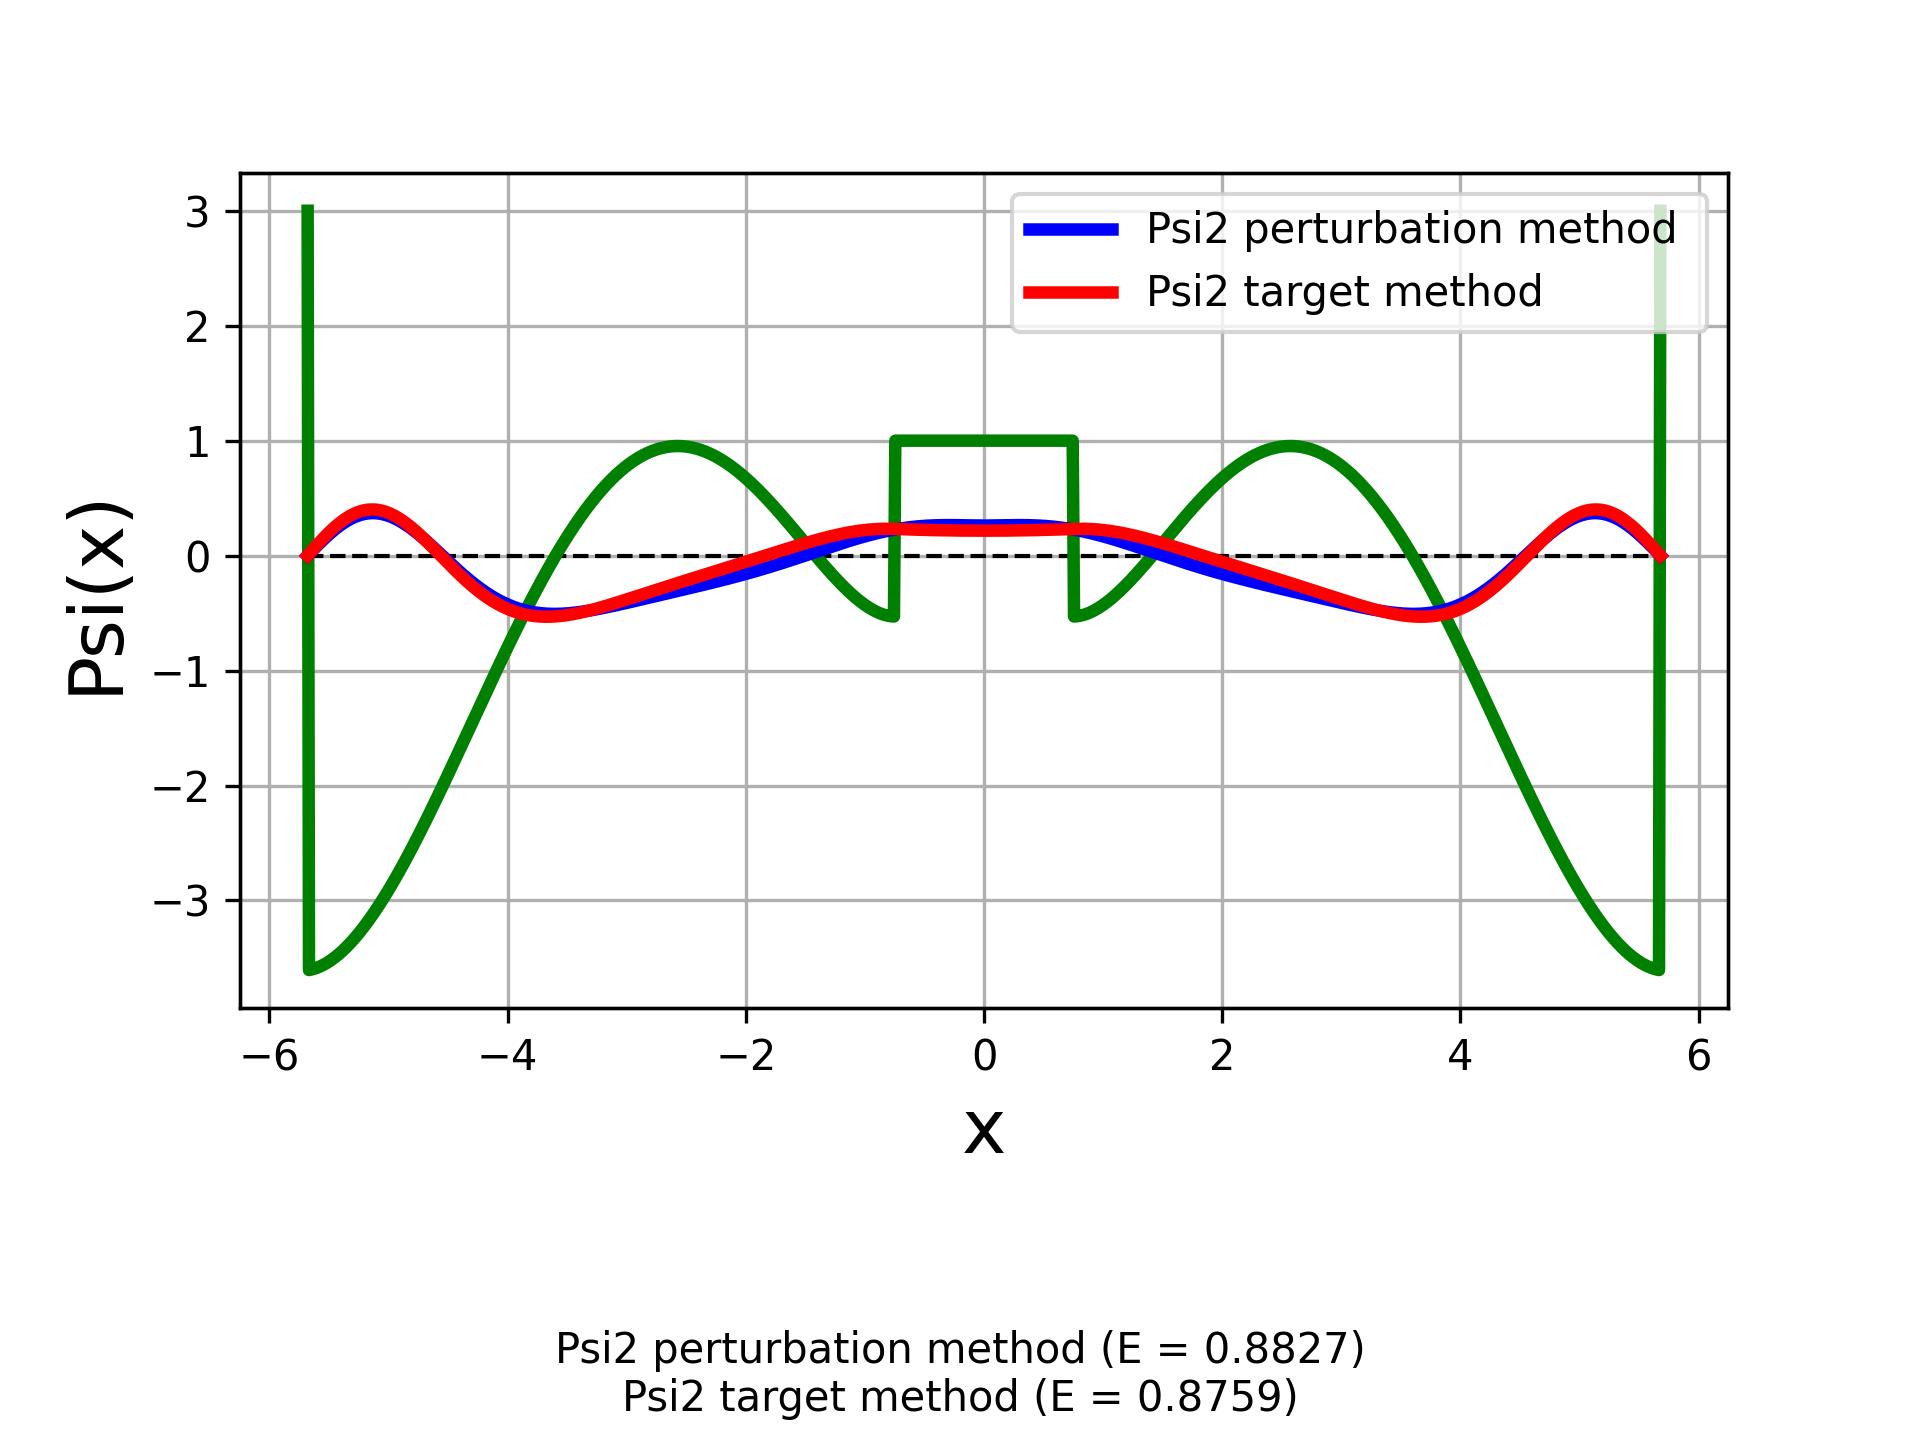 Psi2 perturbation method
Psi2 target method
3
2
1
0
−1
−2
−3
Psi(x)
−6 −4 −2 0 2 4 6
x
Psi2 perturbation method (E = 0.8827)
Psi2 target method (E = 0.8759)